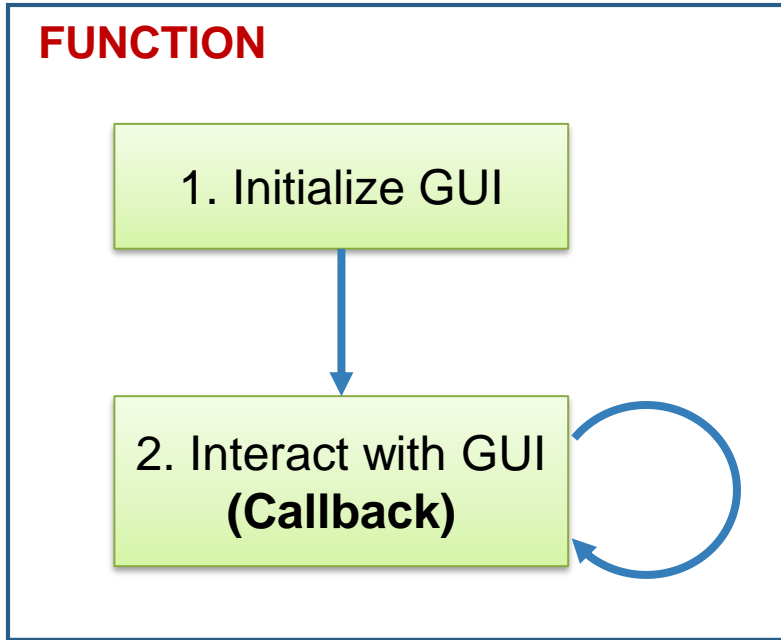 FUNCTION
1. Initialize GUI
2. Interact with GUI
(Callback)